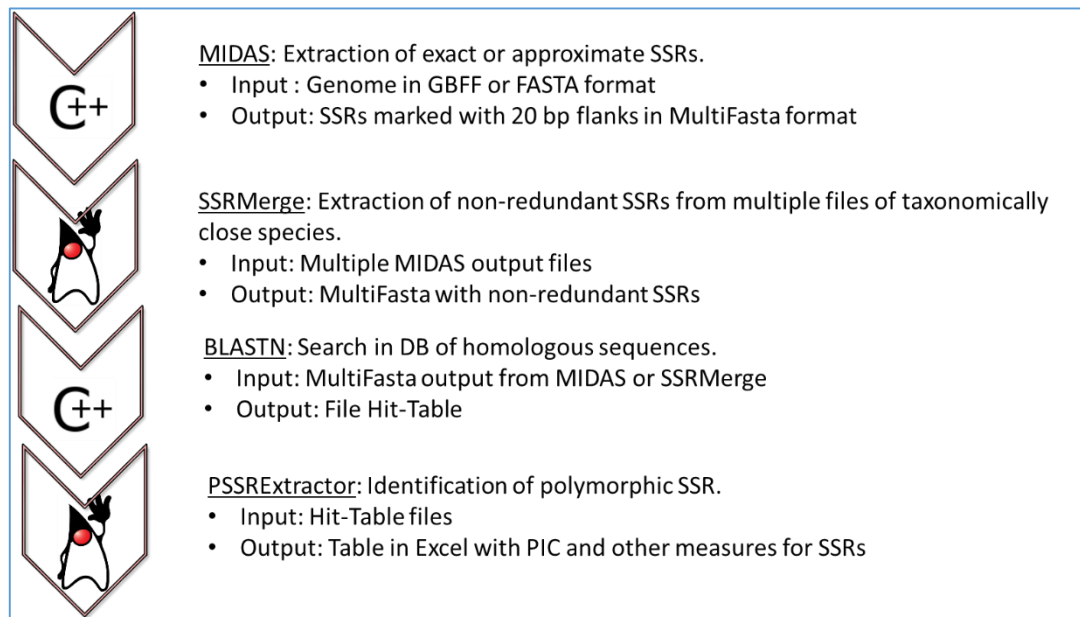 C++
MIDAS: Extraction of exact or approximate SSRs.
• Input : Genome in GBFF or FASTA format
• Output: SSRs marked with 20 bp flanks in MultiFasta format
SSRMerge: Extraction of non-redundant SSRs from multiple files of taxonomically
close species.
• Input: Multiple MIDAS output files
• Output: MultiFasta with non-redundant SSRs
C++
BLASTN: Search in DB of homologous sequences.
• Input: MultiFasta output from MIDAS or SSRMerge
• Output: File Hit-Table
PSSRExtractor: Identification of polymorphic SSR.
• Input: Hit-Table files
• Output: Table in Excel with PIC and other measures for SSRs